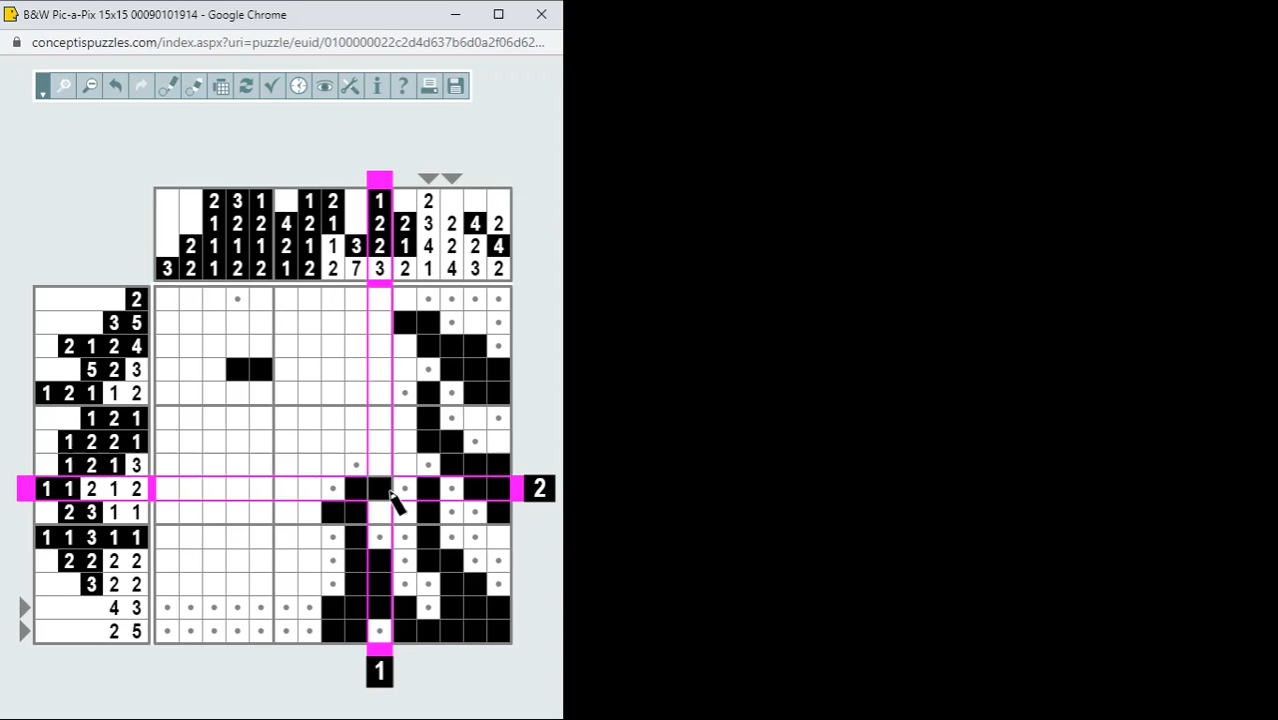 B&W Pic-a-Pix 15x15 00090101914 - Google Chrome
conceptispuzzles.com/index.aspx?uri=puzzle/euid/0100000022c2d4d637b6d0a2f06d62...
2 3 1 1 2 1 2
1 2 2 4 2 1 2 2 3 2 4 2
2 1 1 1 2 1 1 3 2 1 4 2 2 4
3 2 1 2 2 1 2 2 7 3 2 1 4 3 2
2
3 5
2 1 2 4
5 2 3
1 2 1 1 2
1 2 1
1 2 2 1
1 2 1 3
1 1 2 1 2 2
2 3 1 1
1 1 3 1 1
2 2 2 2
3 2 2
4 3
2 5
1